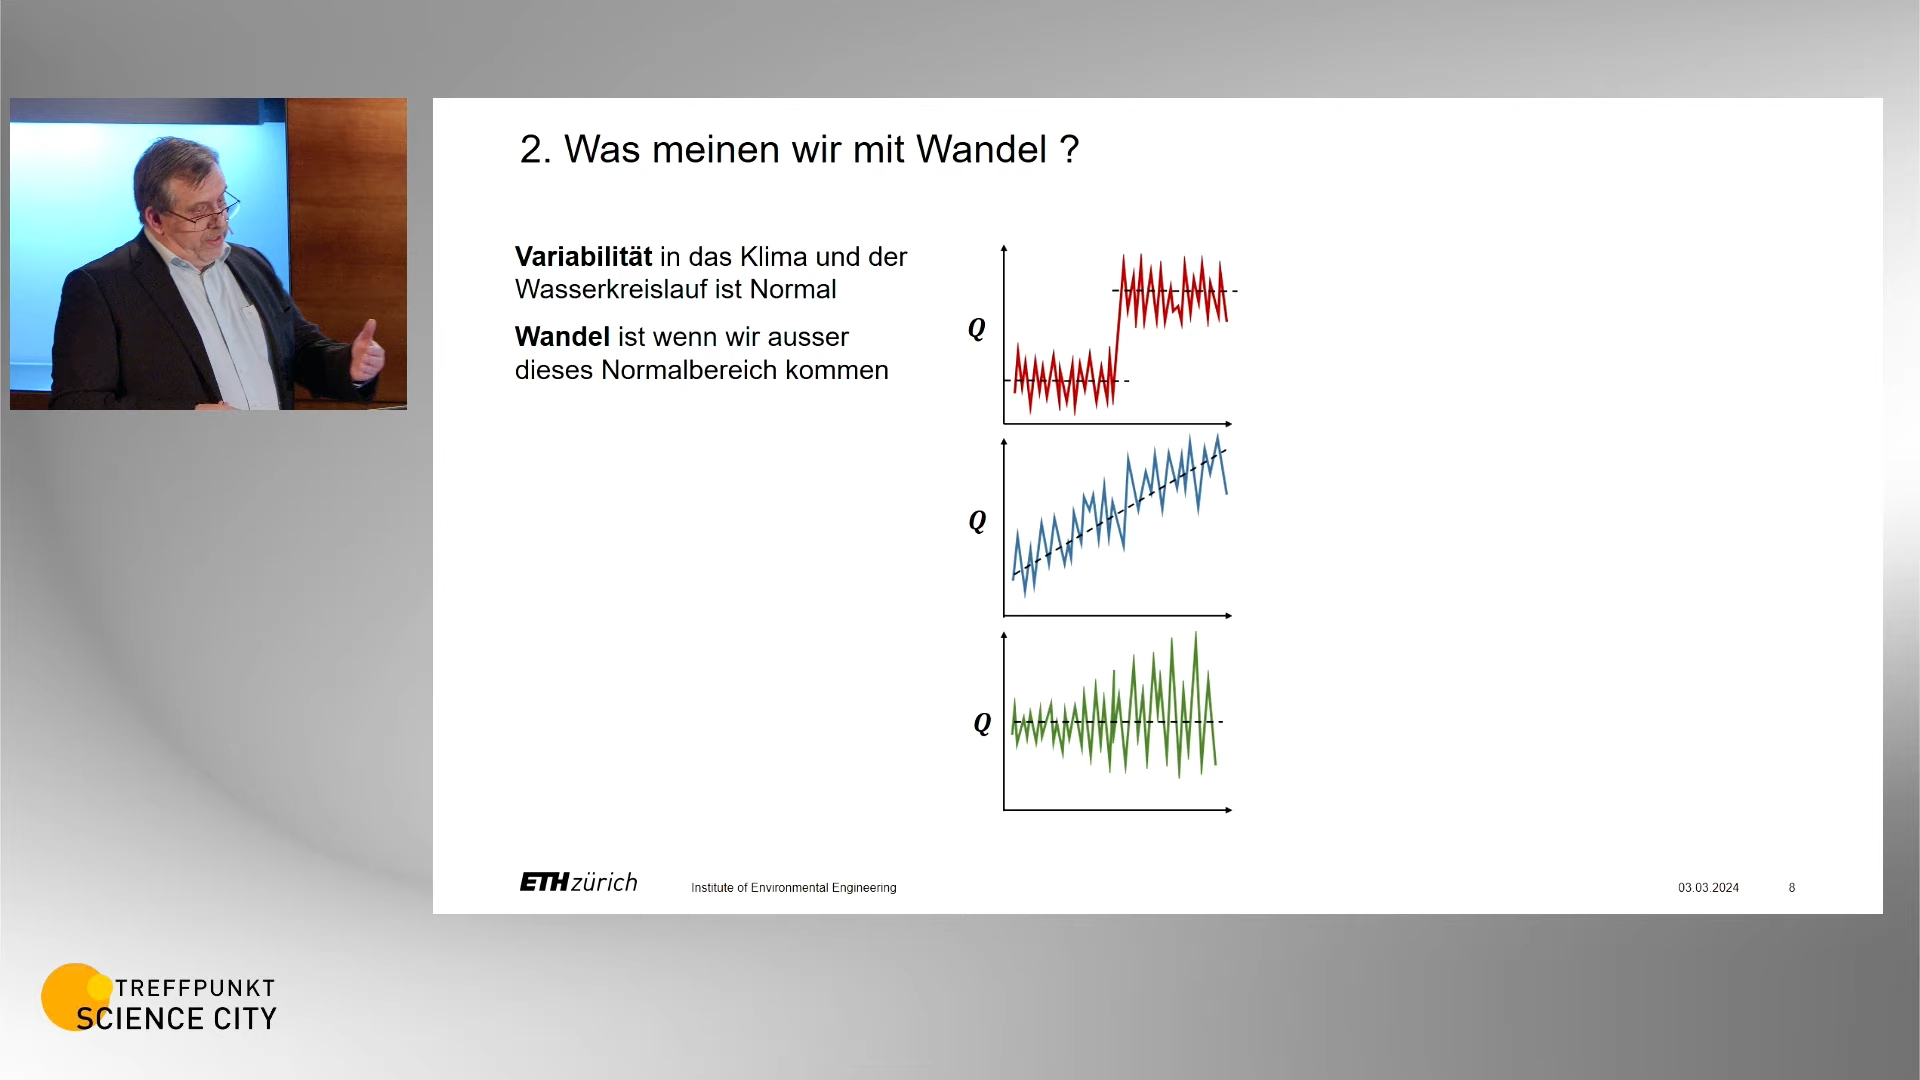 2. Was meinen wir mit Wandel ?
Variabilität in das Klima und der
Wasserkreislauf ist Normal
Wandel ist wenn wir ausser
dieses Normalbereich kommen
Q
Q
Q
ETH zürich
Institute of Environmental Engineering
03.03.2024
8
TREFFPUNKT
SCIENCE CITY